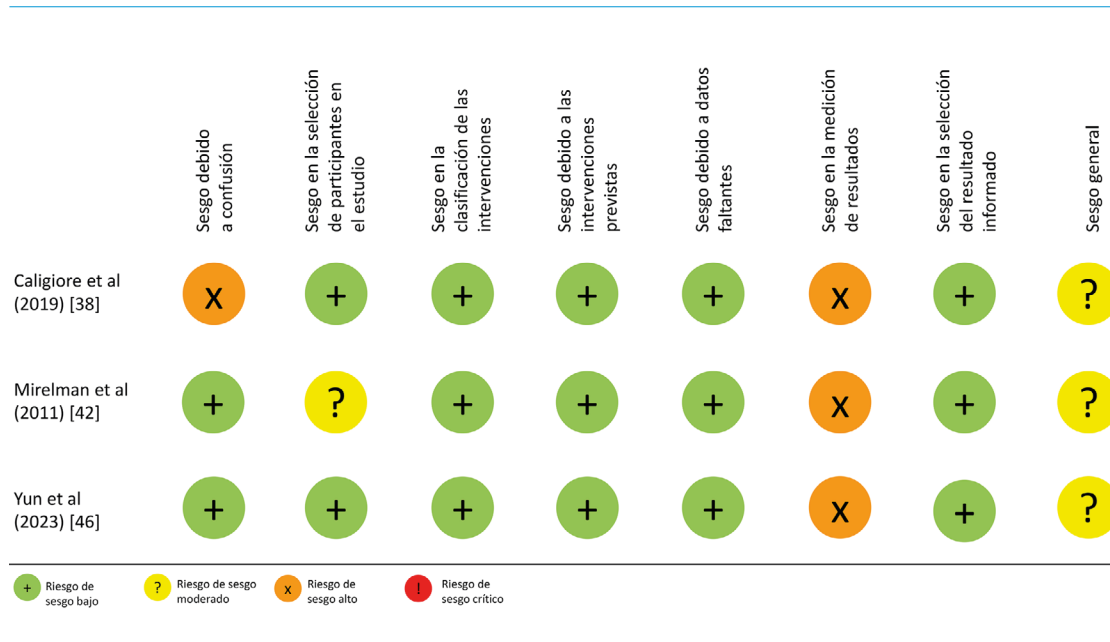 Sesgo debido
a confusión
Sesgo en la selección
de participantes en
el estudio
Sesgo en la
clasificación de las
intervenciones
Sesgo debido a las
intervenciones
previstas
Sesgo debido a datos
faltantes
Sesgo en la medición
de resultados
Sesgo en la selección
del resultado
informado
Sesgo general
Caligiore et al
(2019) [38]
x + + + + x + ?
Mirelman et al
(2011) [42]
+ ? + + + x + ?
Yun et al
(2023) [46]
+ + + + + x + ?
+ Riesgo de
sesgo bajo
? Riesgo de sesgo
moderado
x Riesgo de
sesgo alto
! Riesgo de
sesgo crítico